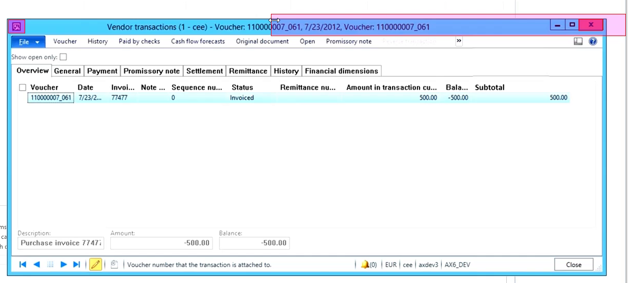 Vendor transactions (1 - cee) - Voucher: 110000007_061, 7/23/2012, Voucher: 110000007_061
File Voucher History Paid by checks Cash flow forecasts Original document Open Promissory note »
Show open only:
Overview General Payment Promissory note Settlement Remittance History Financial dimensions
Voucher Date Invoi... Note ... Sequence nu... Status Remittance nu... Amount in transaction cu... Bala... Subtotal
110000007_061 7/23/2... 77477 0 Invoiced 500.00 -500.00 500.00
Description: Amount: Balance:
Purchase invoice 77477 -500.00 -500.00
Voucher number that the transaction is attached to. (0) EUR cee axdev3 AX6_DEV Close